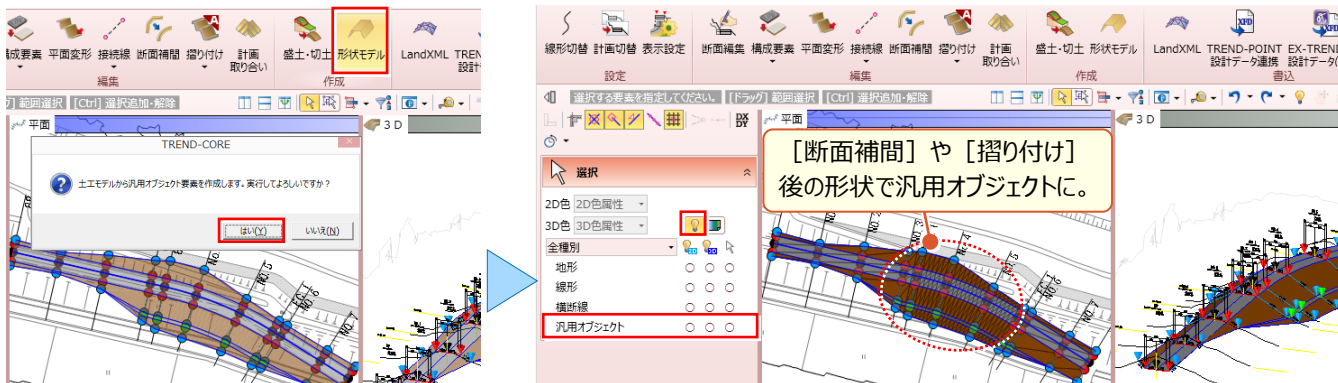 構成要素 平面変形 接続線 断面補間 摺り付け 計画
取り合い
盛土・切土 形状モデル
LandXML
編集
作成
範囲選択 [Ctrl] 選択追加・解除
平面
3 D
TREND-CORE
土工モデルから汎用オブジェクト要素を作成します。実行してよろしいですか？
はい(Y)
いいえ(N)
NO. 5
NO. 6
NO. 7
線形切替 計画切替 表示設定
断面編集 構成要素 平面変形 接続線 断面補間 摺り付け 計画
取り合い
盛土・切土 形状モデル
LandXML TREND-POINT EX-TREND
設計データ連携 設計データ
設定
編集
作成
書込
選択する要素を指定してください。 [ドラッグ] 範囲選択 [Ctrl] 選択追加・解除
平面
3 D
選択
2D色 2D色属性
3D色 3D色属性
全種別
地形
線形
横断線
汎用オブジェクト
［断面補間］や［摺り付け］
後の形状で汎用オブジェクトに。